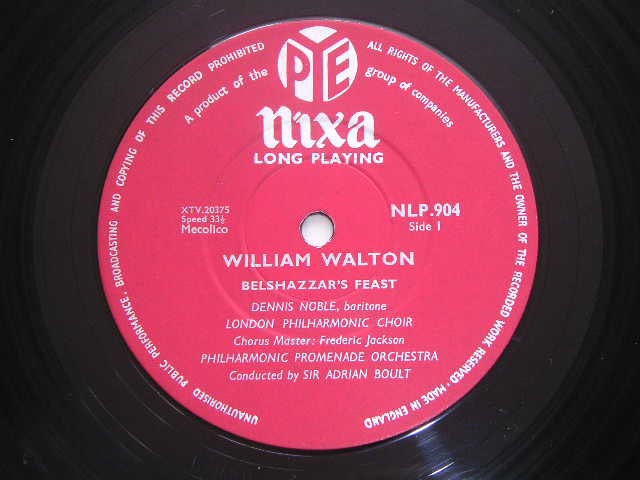 UNAUTHORISED PUBLIC PERFORMANCE, BROADCASTING AND COPYING OF THIS RECORD PROHIBITED
ALL RIGHTS OF THE MANUFACTURERS AND THE OWNER OF THE RECORDED WORK RESERVED · MADE IN ENGLAND
PYE
A product of the group of companies
nixa
LONG PLAYING
XTV.20375
Speed 33⅓
Mecolico
NLP.904
Side 1
WILLIAM WALTON
BELSHAZZAR'S FEAST
DENNIS NOBLE, baritone
LONDON PHILHARMONIC CHOIR
Chorus Master: Frederic Jackson
PHILHARMONIC PROMENADE ORCHESTRA
Conducted by SIR ADRIAN BOULT